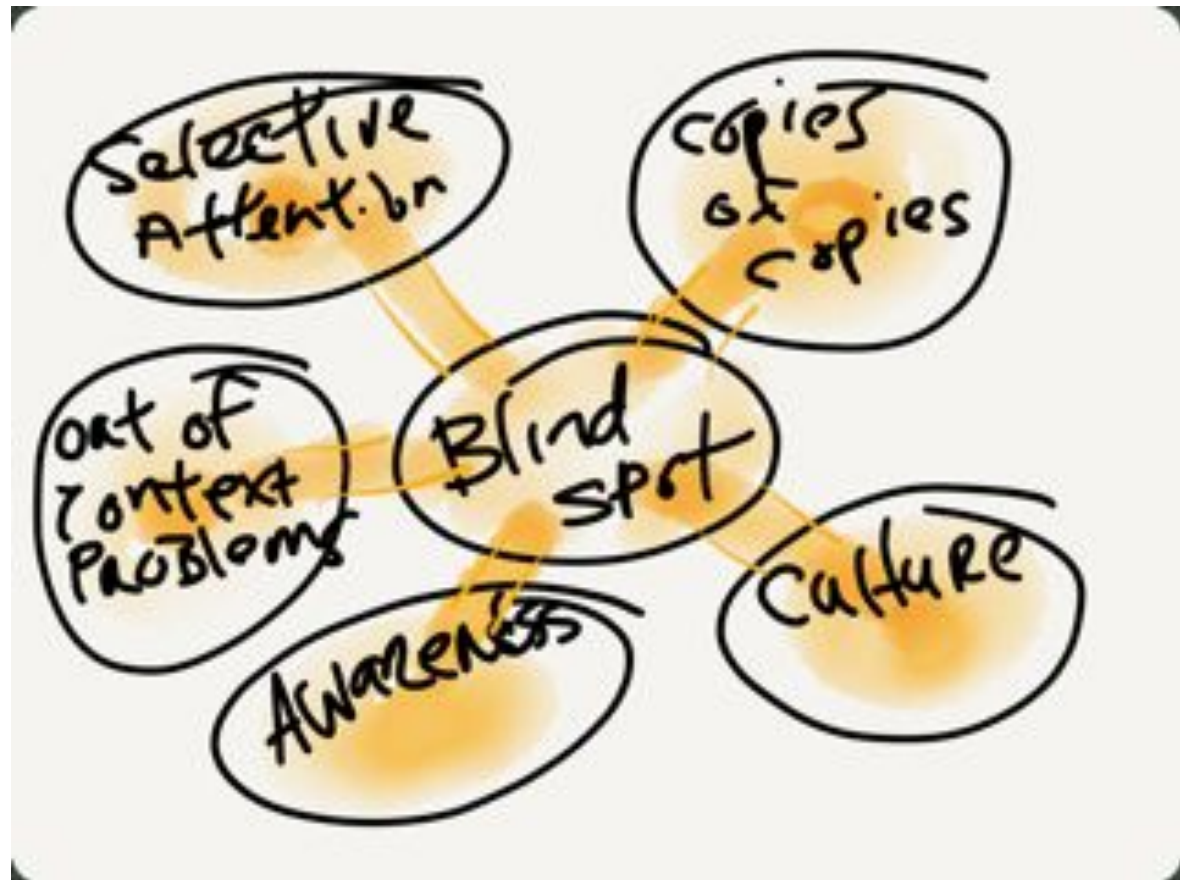 Selective
Attention
copies
of
copies
out of
context
PROBlems
Blind
spot
Awareness
CultuRe